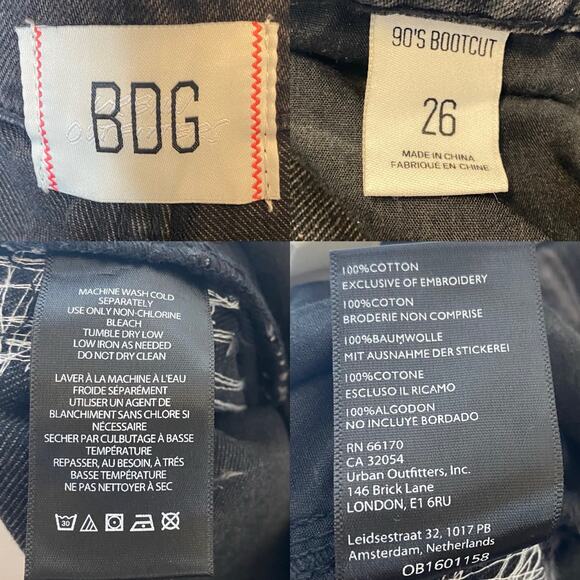 BDG
URBAN
OUTFITTERS
90'S BOOTCUT
26
MADE IN CHINA
FABRIQUÉ EN CHINE
MACHINE WASH COLD
SEPARATELY
USE ONLY NON-CHLORINE
BLEACH
TUMBLE DRY LOW
LOW IRON AS NEEDED
DO NOT DRY CLEAN
LAVER À LA MACHINE À L'EAU
FROIDE SÉPARÉMENT
UTILISER UN AGENT DE
BLANCHIMENT SANS CHLORE SI
NÉCESSAIRE
SECHER PAR CULBUTAGE À BASSE
TEMPÉRATURE
REPASSER, AU BESOIN, À TRÉS
BASSE TEMPÉRATURE
NE PAS NETTOYER À SEC
30
100%COTTON
EXCLUSIVE OF EMBROIDERY
100%COTON
BRODERIE NON COMPRISE
100%BAUMWOLLE
MIT AUSNAHME DER STICKEREI
100%COTONE
ESCLUSO IL RICAMO
100%ALGODON
NO INCLUYE BORDADO
RN 66170
CA 32054
Urban Outfitters, Inc.
146 Brick Lane
LONDON, E1 6RU
Leidsestraat 32, 1017 PB
Amsterdam, Netherlands
OB1601158